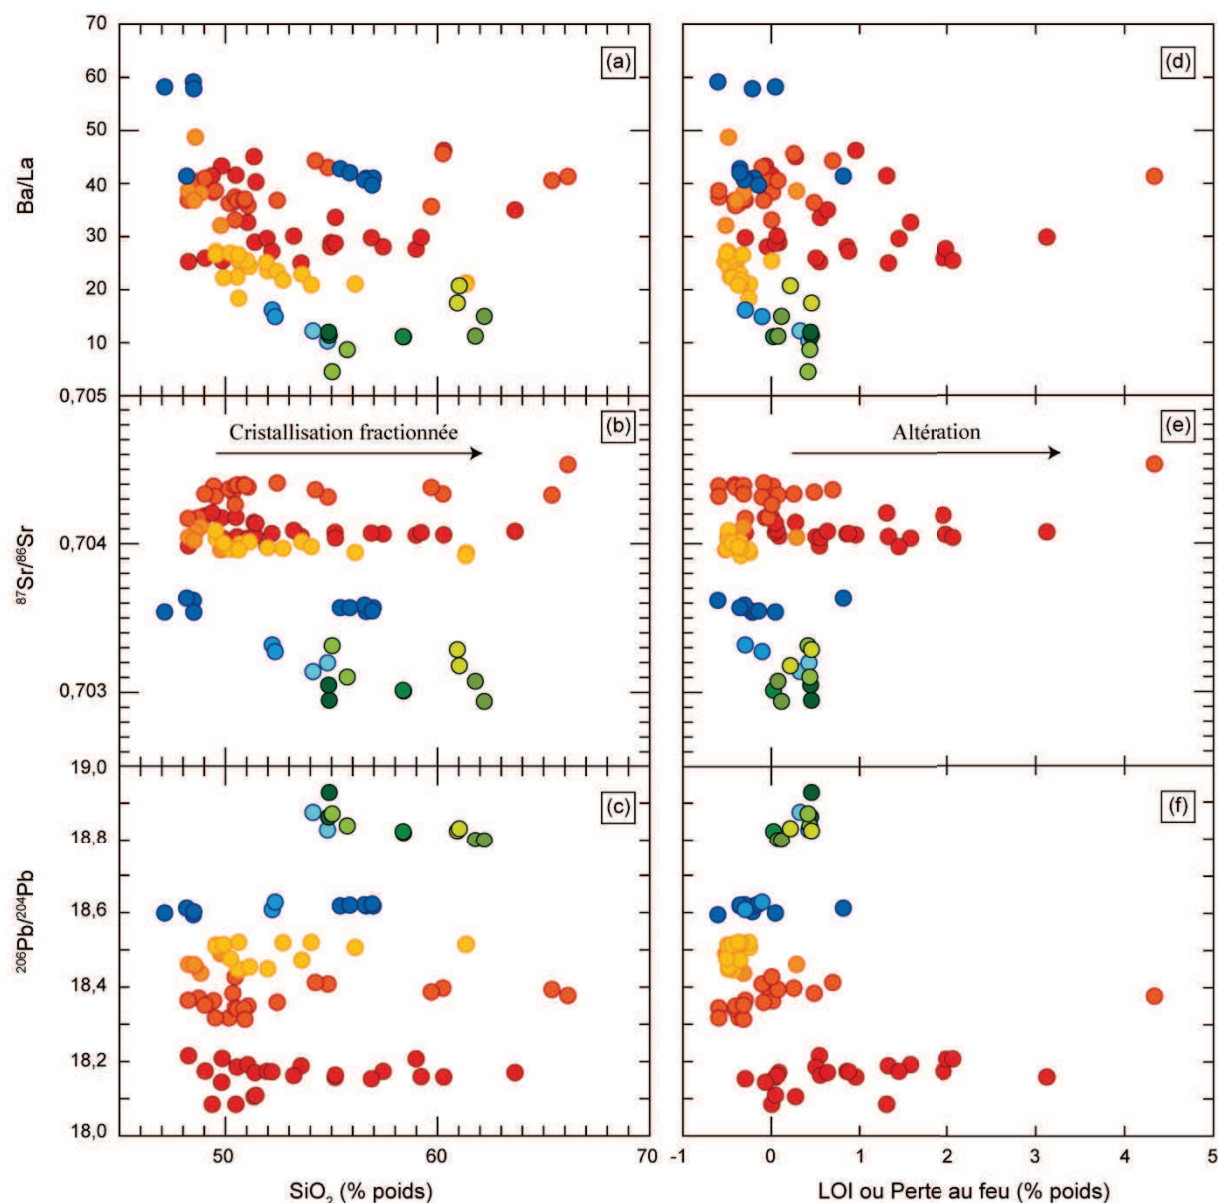 70
60
50
40
30
20
10
Ba/La
(a)
(d)
0,705
0,704
0,703
87Sr/86Sr
Cristallisation fractionnée
(b)
Altération
(e)
19,0
18,8
18,6
18,4
18,2
18,0
206Pb/204Pb
(c)
(f)
50
60
70
-1
0
1
2
3
4
5
SiO2 (% poids)
LOI ou Perte au feu (% poids)